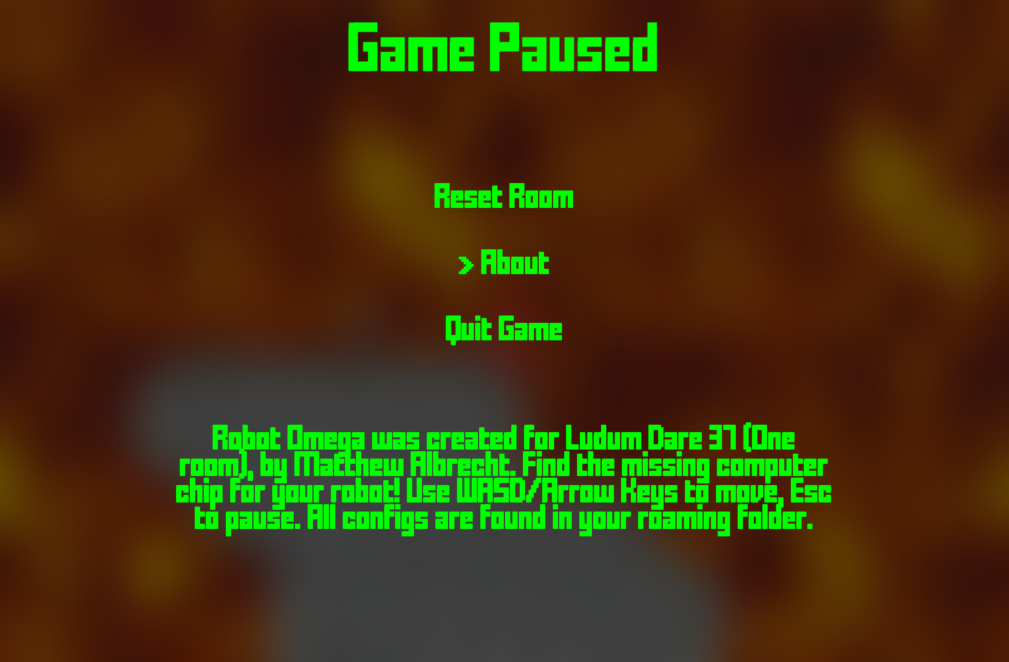 Game Paused
Reset Room
> About
Quit Game
Robot Omega was created for Ludum Dare 37 (One
room), by Matthew Albrecht. Find the missing computer
chip for your robot! Use WASD/Arrow Keys to move, Esc
to pause. All configs are found in your roaming folder.